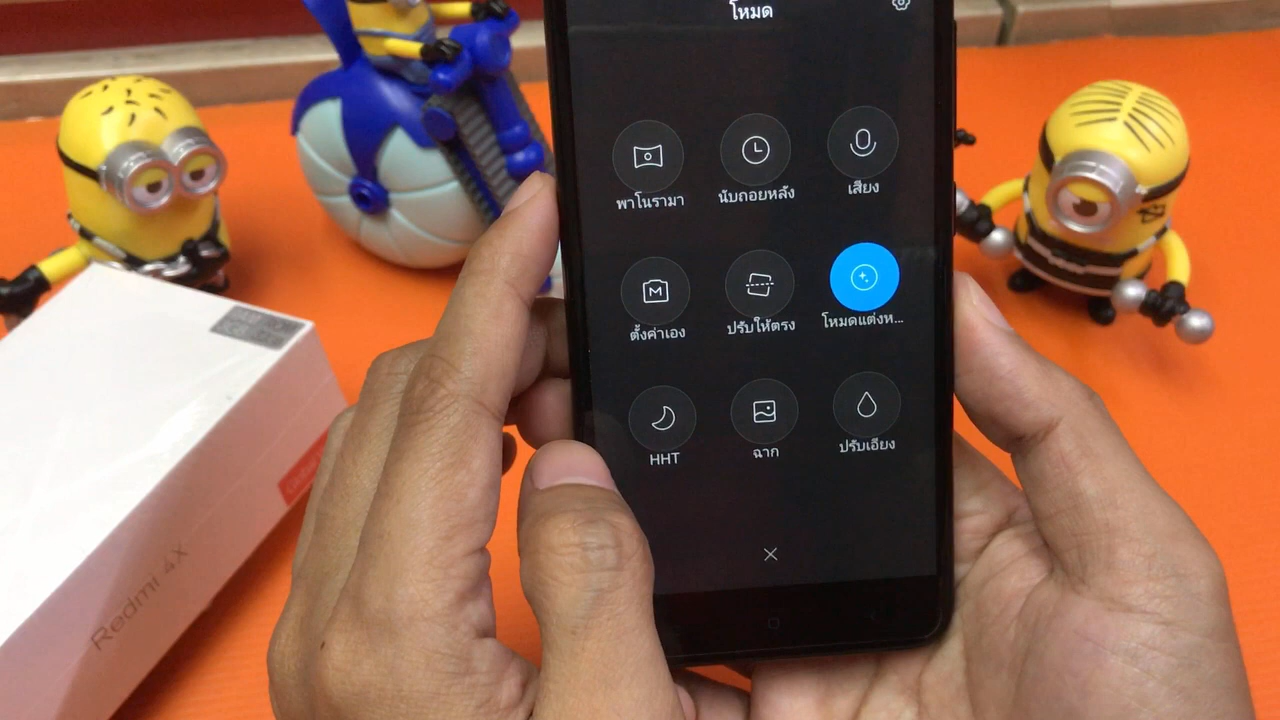 โหมด
พาโนรามา
นับถอยหลัง
เสียง
ตั้งค่าเอง
ปรับให้ตรง
โหมดแต่งห...
HHT
ฉาก
ปรับเอียง
Redmi 4X